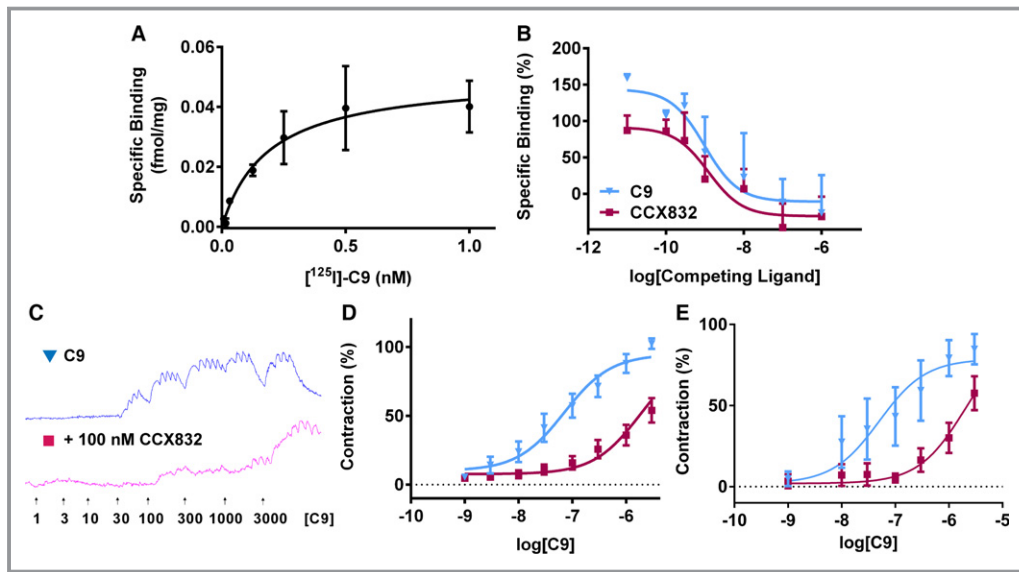 A
Specific Binding
(fmol/mg)
0.06
0.04
0.02
0.00
0.0
0.5
1.0
[¹²⁵I]-C9 (nM)
B
Specific Binding (%)
200
150
100
50
0
C9
CCX832
-12
-10
-8
-6
log[Competing Ligand]
C
C9
+ 100 nM CCX832
1 3 10 30 100 300 1000 3000 [C9]
D
Contraction (%)
100
50
0
-10
-9
-8
-7
-6
log[C9]
E
Contraction (%)
100
50
0
-10
-9
-8
-7
-6
-5
log[C9]